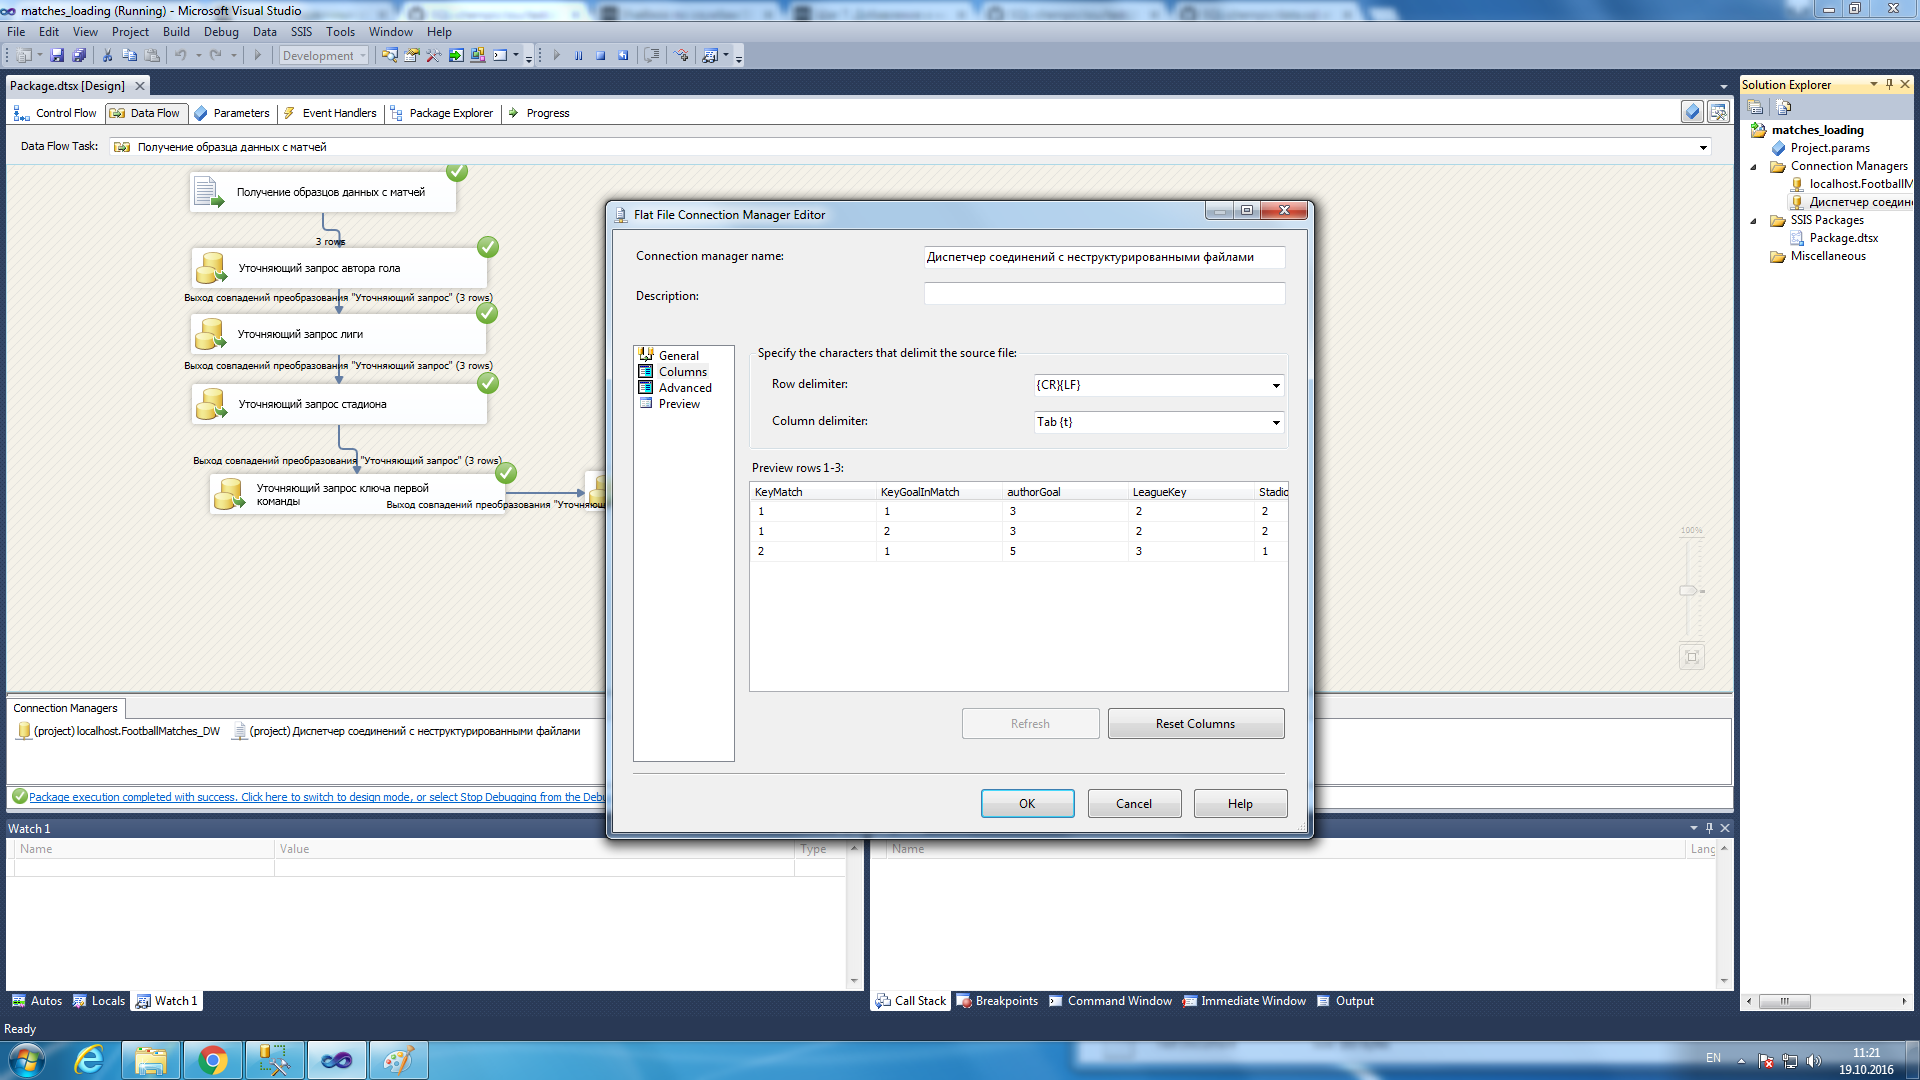 matches_loading (Running) - Microsoft Visual Studio
File Edit View Project Build Debug Data SSIS Tools Window Help
Development
Package.dtsx [Design]
Control Flow Data Flow Parameters Event Handlers Package Explorer Progress
Data Flow Task: Получение образца данных с матчей
Получение образцов данных с матчей
3 rows
Уточняющий запрос автора гола
Выход совпадений преобразования "Уточняющий запрос" (3 rows)
Уточняющий запрос лиги
Выход совпадений преобразования "Уточняющий запрос" (3 rows)
Уточняющий запрос стадиона
Выход совпадений преобразования "Уточняющий запрос" (3 rows)
Уточняющий запрос ключа первой
команды
Выход совпадений преобразования "Уточняющ
100%
Flat File Connection Manager Editor
Connection manager name: Диспетчер соединений с неструктурированными файлами
Description:
General
Columns
Advanced
Preview
Specify the characters that delimit the source file:
Row delimiter: {CR}{LF}
Column delimiter: Tab {t}
Preview rows 1-3:
KeyMatch KeyGoalInMatch authorGoal LeagueKey Stadio
1 1 3 2 2
1 2 3 2 2
2 1 5 3 1
Refresh Reset Columns
OK Cancel Help
Connection Managers
(project) localhost.FootballMatches_DW (project) Диспетчер соединений с неструктурированными файлами
Package execution completed with success. Click here to switch to design mode, or select Stop Debugging from the Debu
Watch 1
Name Value Type
Name Lang
Autos Locals Watch 1
Call Stack Breakpoints Command Window Immediate Window Output
Ready
Solution Explorer
matches_loading
Project.params
Connection Managers
localhost.FootballM
Диспетчер соедине
SSIS Packages
Package.dtsx
Miscellaneous
EN
11:21
19.10.2016